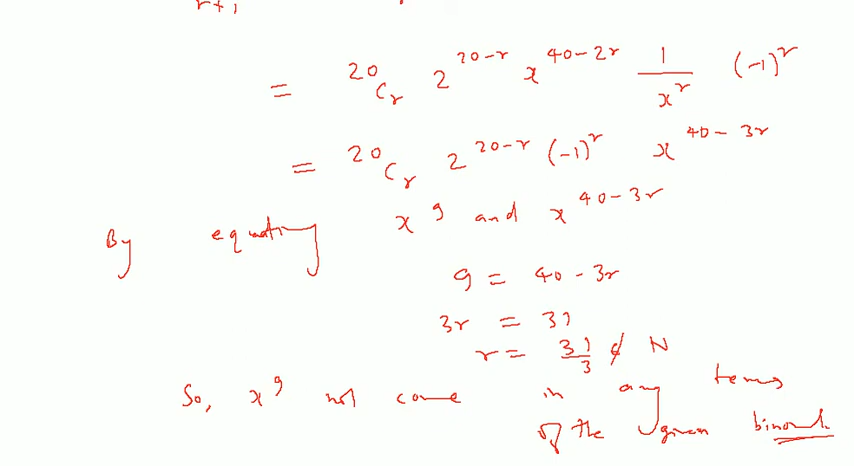 r+1
= ²⁰Cᵣ 2²⁰⁻ʳ x⁴⁰⁻²ʳ 1/xʳ (-1)ʳ
= ²⁰Cᵣ 2²⁰⁻ʳ (-1)ʳ x⁴⁰⁻³ʳ
By equating x⁹ and x⁴⁰⁻³ʳ
9 = 40 - 3r
3r = 31
r = 31/3 ∉ N
So, x⁹ not come in any terms
of the given